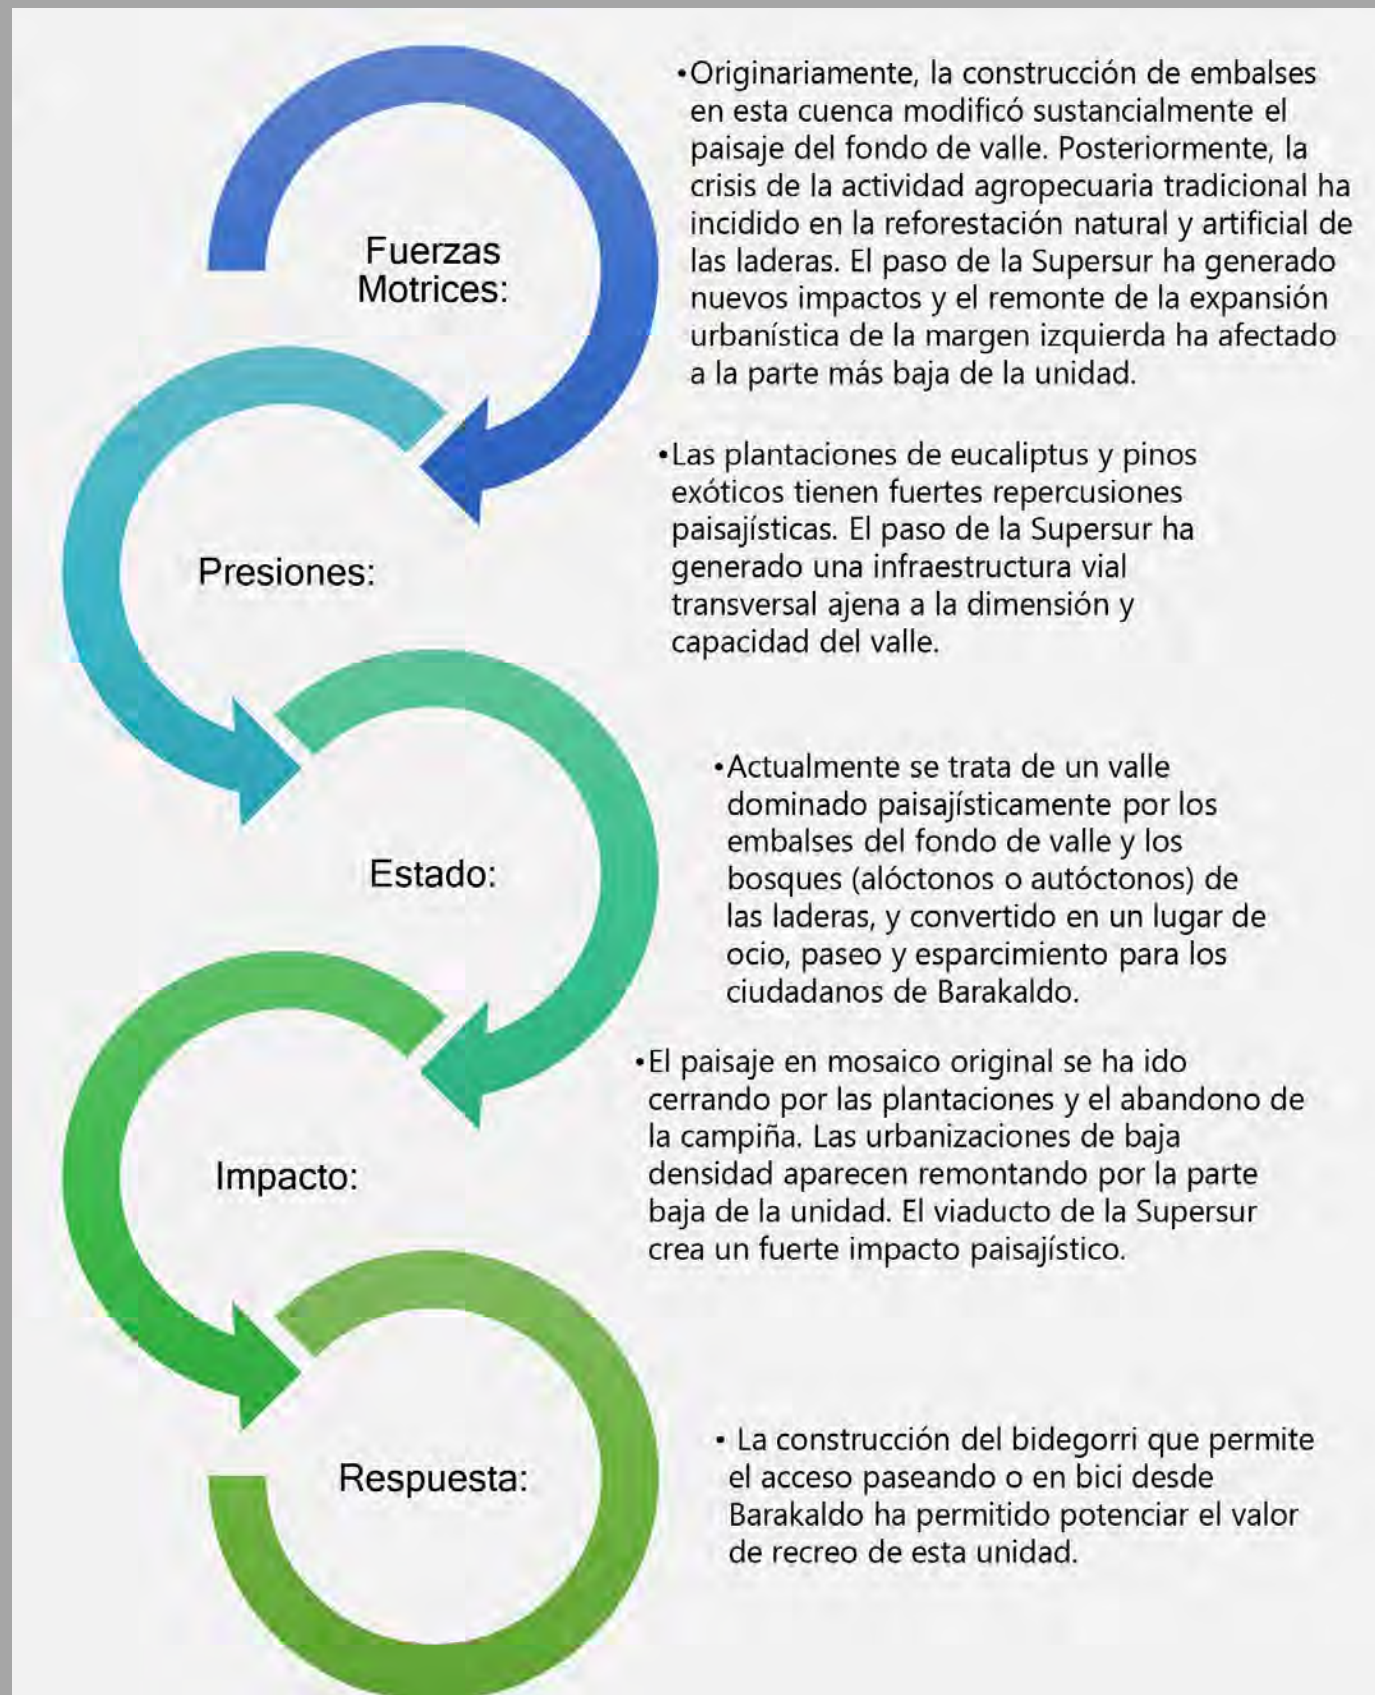 Fuerzas
Motrices:
•Originariamente, la construcción de embalses
en esta cuenca modificó sustancialmente el
paisaje del fondo de valle. Posteriormente, la
crisis de la actividad agropecuaria tradicional ha
incidido en la reforestación natural y artificial de
las laderas. El paso de la Supersur ha generado
nuevos impactos y el remonte de la expansión
urbanística de la margen izquierda ha afectado
a la parte más baja de la unidad.
Presiones:
•Las plantaciones de eucaliptus y pinos
exóticos tienen fuertes repercusiones
paisajísticas. El paso de la Supersur ha
generado una infraestructura vial
transversal ajena a la dimensión y
capacidad del valle.
Estado:
•Actualmente se trata de un valle
dominado paisajísticamente por los
embalses del fondo de valle y los
bosques (alóctonos o autóctonos) de
las laderas, y convertido en un lugar de
ocio, paseo y esparcimiento para los
ciudadanos de Barakaldo.
Impacto:
•El paisaje en mosaico original se ha ido
cerrando por las plantaciones y el abandono de
la campiña. Las urbanizaciones de baja
densidad aparecen remontando por la parte
baja de la unidad. El viaducto de la Supersur
crea un fuerte impacto paisajístico.
Respuesta:
• La construcción del bidegorri que permite
el acceso paseando o en bici desde
Barakaldo ha permitido potenciar el valor
de recreo de esta unidad.